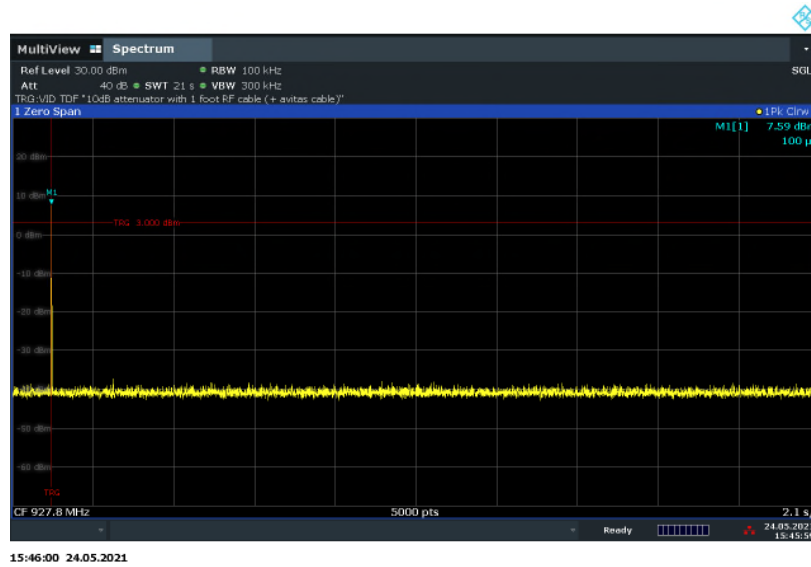 MultiView Spectrum
Ref Level 30.00 dBm RBW 100 kHz SGL
Att 40 dB SWT 21 s VBW 300 kHz
TRG:VID TDF "10dB attenuator with 1 foot RF cable (+ avitas cable)"
1 Zero Span 1Pk Clrw
M1[1] 7.59 dBm
100 µ
20 dBm
10 dBm
M1
TRG 3.000 dBm
0 dBm
-10 dBm
-20 dBm
-30 dBm
-50 dBm
-60 dBm
TRG
CF 927.8 MHz 5000 pts 2.1 s/
Ready 24.05.2021
15:45:59
15:46:00 24.05.2021